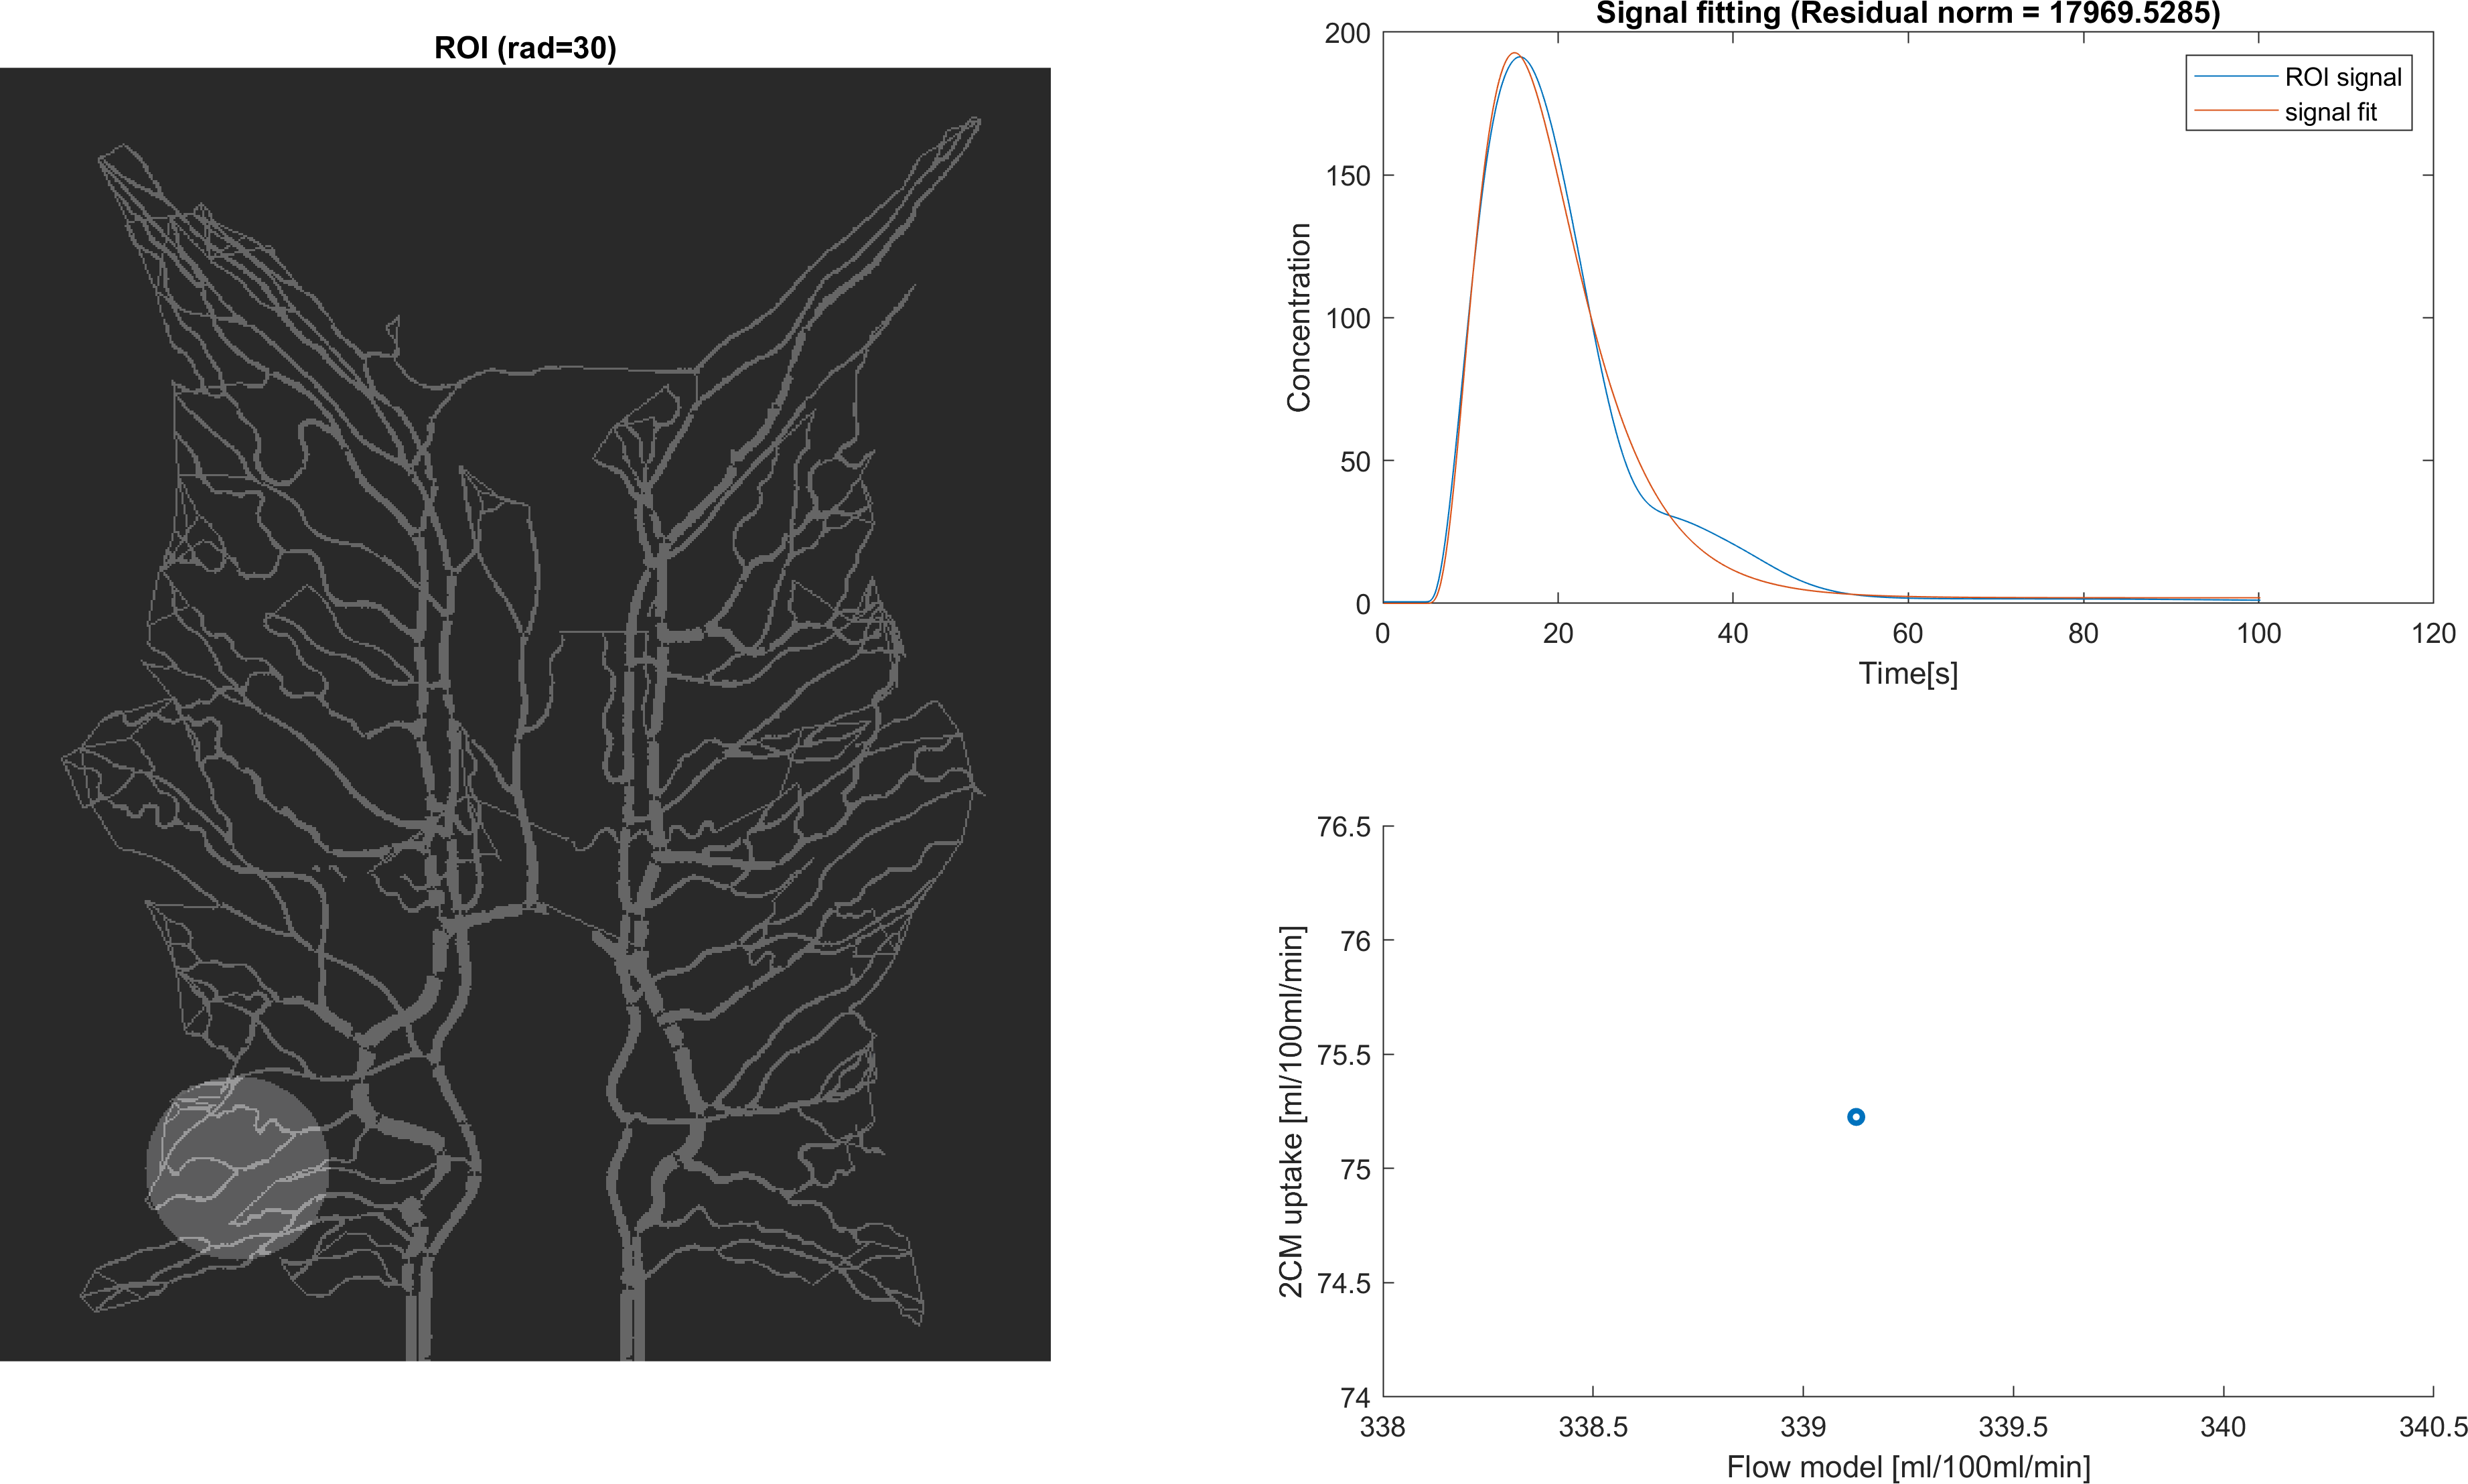 ROI (rad=30)
Signal fitting (Residual norm = 17969.5285)
200
150
100
50
0
Concentration
ROI signal
signal fit
0 20 40 60 80 100 120
Time[s]
76.5
76
75.5
75
74.5
74
2CM uptake [ml/100ml/min]
338 338.5 339 339.5 340 340.5
Flow model [ml/100ml/min]